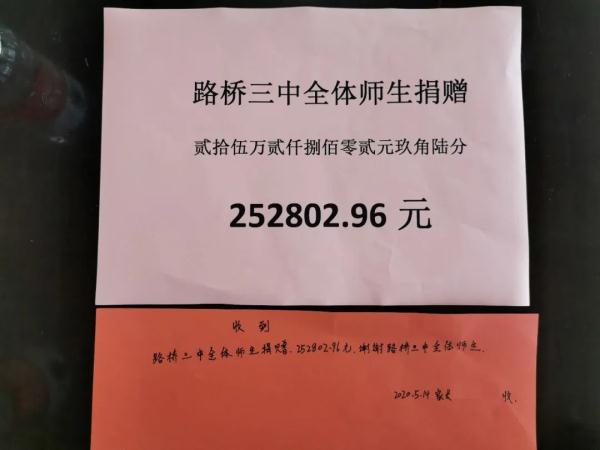 路桥三中全体师生捐赠
贰拾伍万贰仟捌佰零贰元玖角陆分
252802.96 元
收到
路桥三中全体师生捐赠.252802.96元.谢谢路桥三中全体师生.
2020.5.14 家长 收.